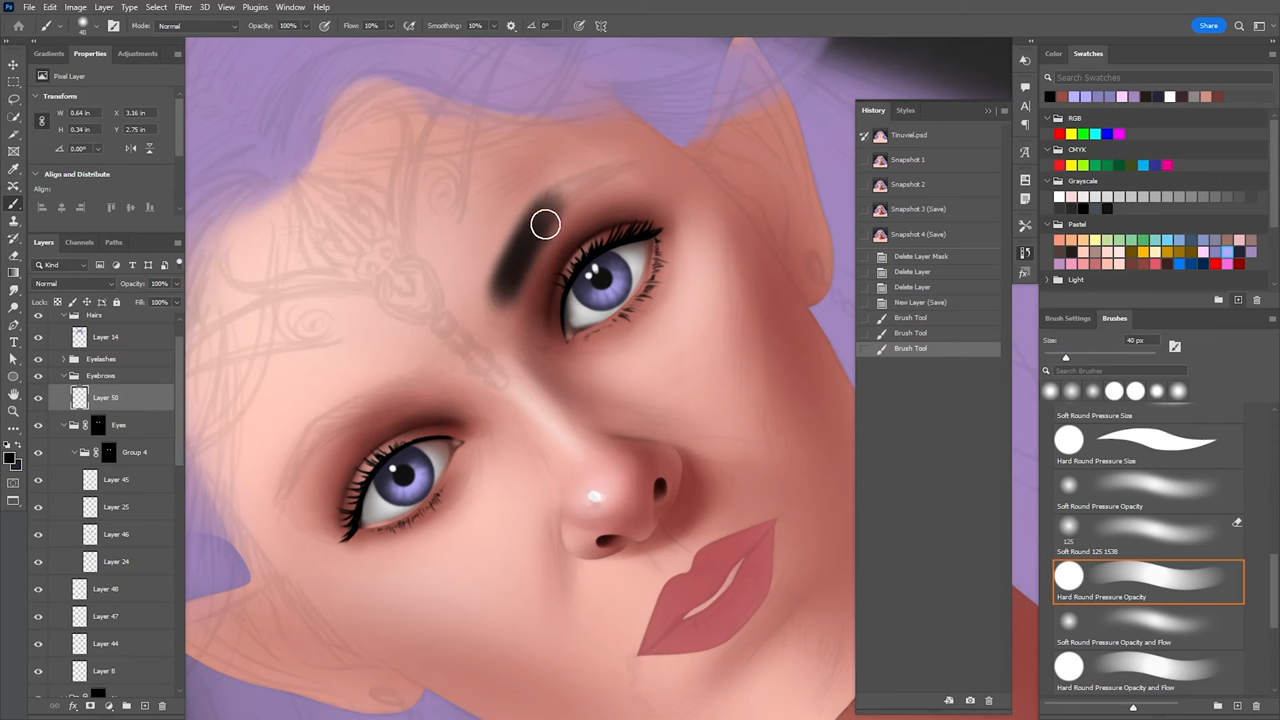 Ps File Edit Image Layer Type Select Filter 3D View Plugins Window Help
40 Mode: Normal Opacity: 100% Flow: 10% Smoothing: 10% 0° Share
Gradients Properties Adjustments
Pixel Layer
Transform
W 0.64 in X 3.16 in
H 0.34 in Y 2.75 in
0.00°
Align and Distribute
Align:
Layers Channels Paths
Kind
Normal Opacity: 100%
Lock: Fill: 100%
Hairs
Layer 14
Eyelashes
Eyebrows
Layer 50
Eyes
Group 4
Layer 45
Layer 25
Layer 46
Layer 24
Layer 48
Layer 47
Layer 44
Layer 8
History Styles
Tinuviel.psd
Snapshot 1
Snapshot 2
Snapshot 3 (Save)
Snapshot 4 (Save)
Delete Layer Mask
Delete Layer
Delete Layer
New Layer (Save)
Brush Tool
Brush Tool
Brush Tool
Color Swatches
Search Swatches
RGB
CMYK
Grayscale
Pastel
Light
Brush Settings Brushes
Size: 40 px
Search Brushes
Soft Round Pressure Size
Hard Round Pressure Size
Soft Round Pressure Opacity
125
Soft Round 125 1538
Hard Round Pressure Opacity
Soft Round Pressure Opacity and Flow
Hard Round Pressure Opacity and Flow